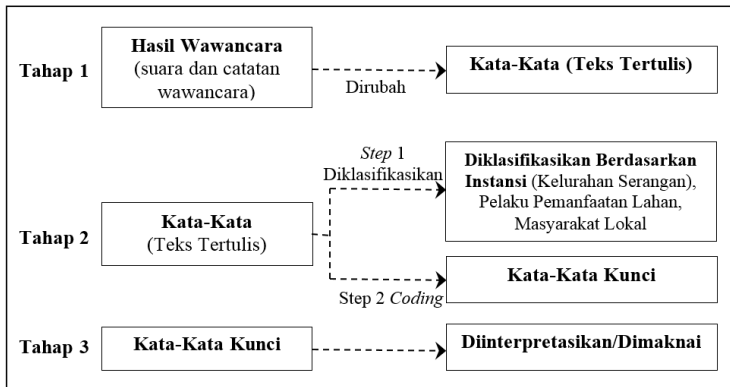 Tahap 1
Hasil Wawancara
(suara dan catatan
wawancara)
Dirubah
Kata-Kata (Teks Tertulis)
Tahap 2
Kata-Kata
(Teks Tertulis)
Step 1
Diklasifikasikan
Diklasifikasikan Berdasarkan
Instansi (Kelurahan Serangan),
Pelaku Pemanfaatan Lahan,
Masyarakat Lokal
Step 2 Coding
Kata-Kata Kunci
Tahap 3
Kata-Kata Kunci
Diinterpretasikan/Dimaknai